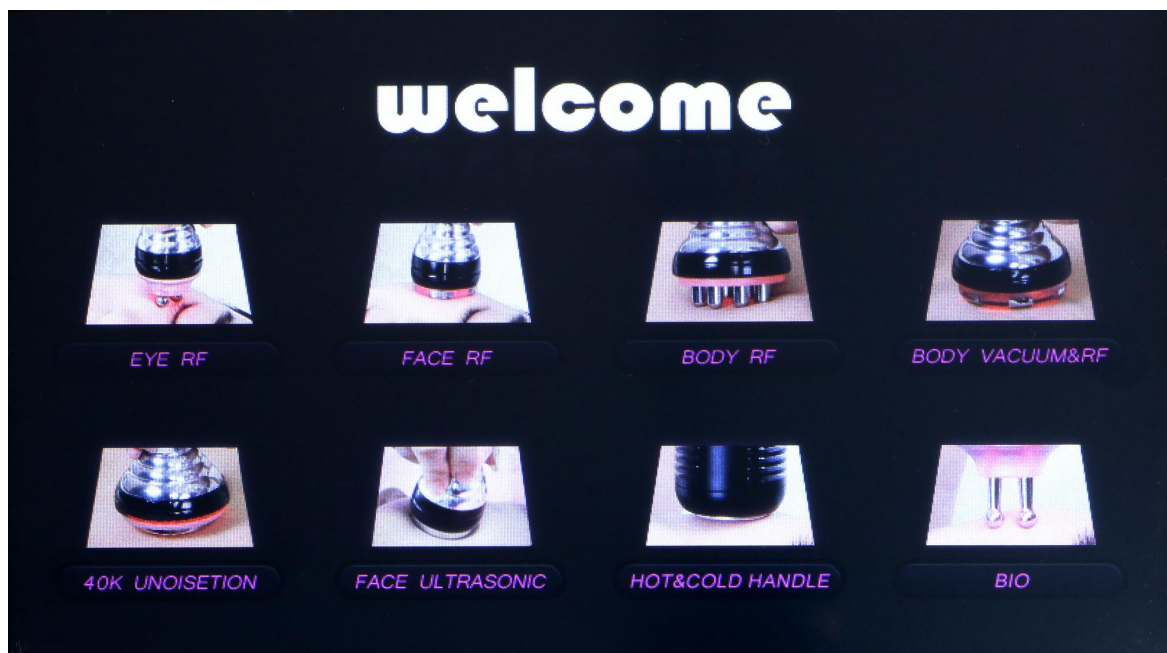 welcome
EYE RF
FACE RF
BODY RF
BODY VACUUM&RF
40K UNOISETION
FACE ULTRASONIC
HOT&COLD HANDLE
BIO